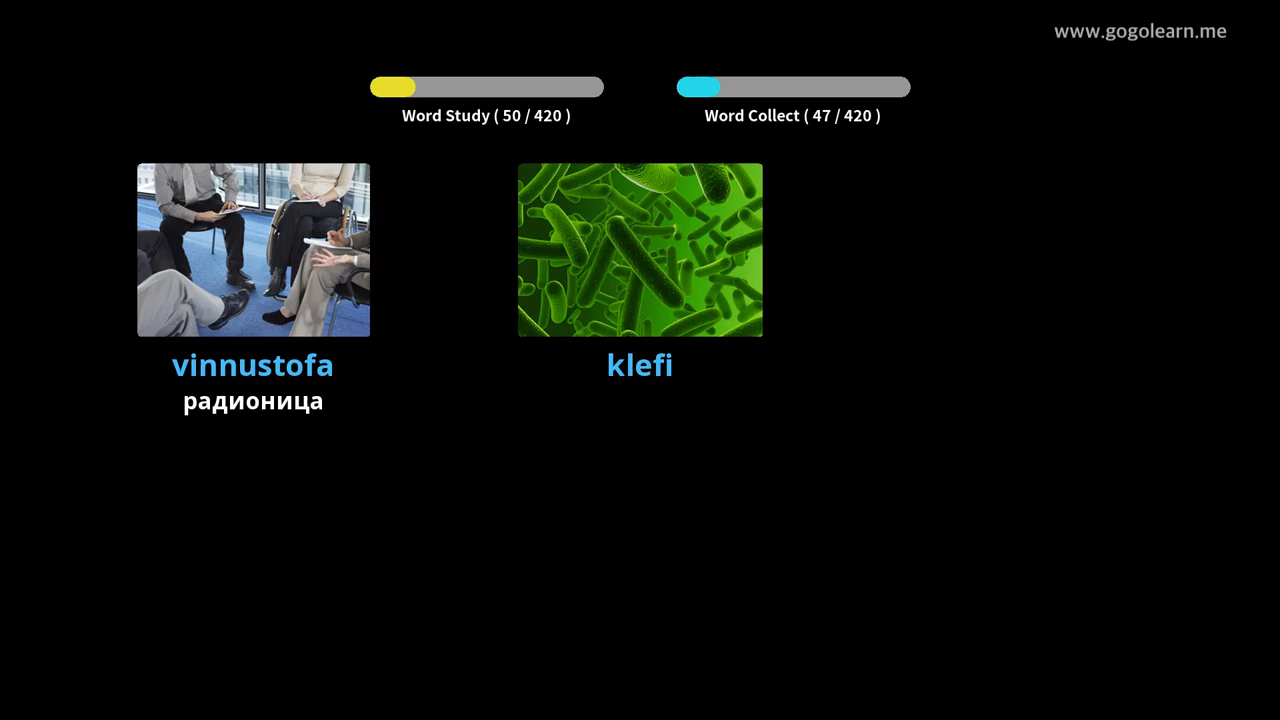 www.gogolearn.me
Word Study ( 50 / 420 )
Word Collect ( 47 / 420 )
vinnustofa
радионица
klefi